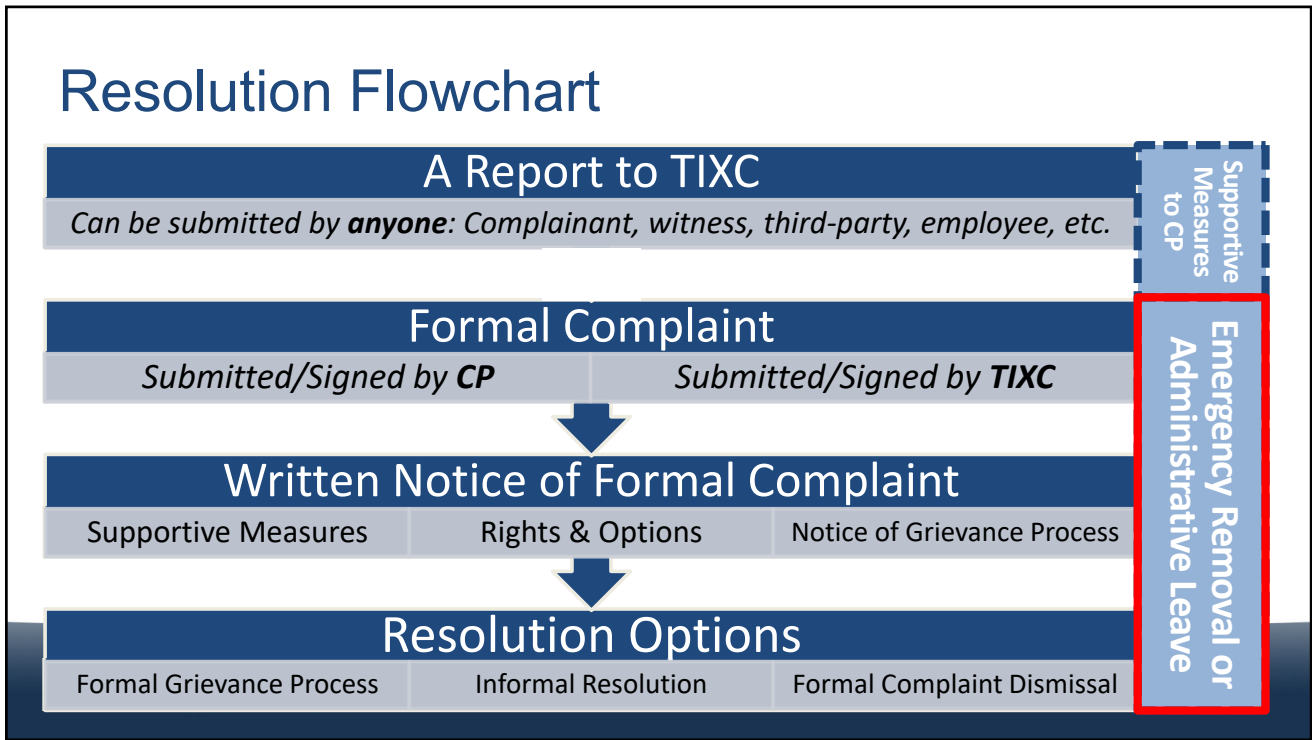 Resolution Flowchart
A Report to TIXC
Can be submitted by anyone: Complainant, witness, third-party, employee, etc.
Supportive
Measures
to CP
Formal Complaint
Submitted/Signed by CP
Submitted/Signed by TIXC
Written Notice of Formal Complaint
Supportive Measures
Rights & Options
Notice of Grievance Process
Resolution Options
Formal Grievance Process
Informal Resolution
Formal Complaint Dismissal
Emergency Removal or
Administrative Leave